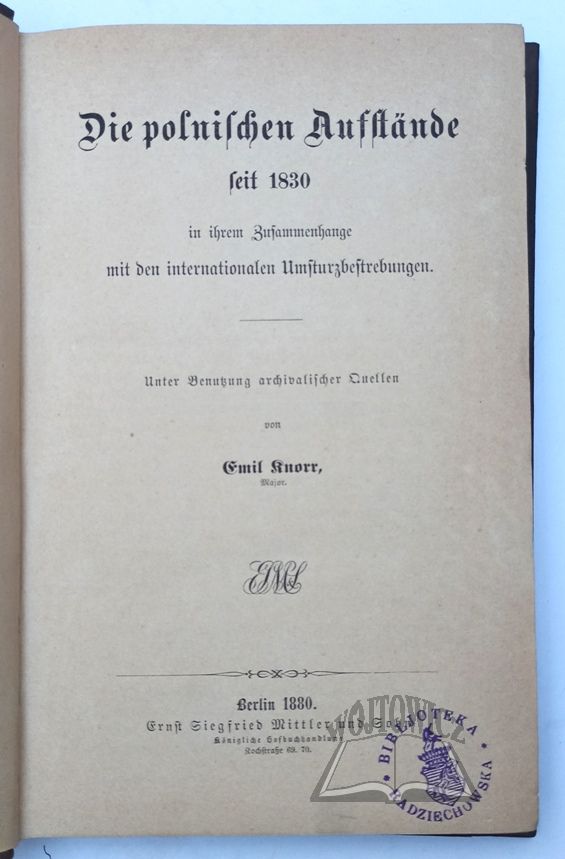 Die polnischen Aufstände
seit 1830
in ihrem Zusammenhange
mit den internationalen Umsturzbestrebungen.
Unter Benutzung archivalischer Quellen
von
Emil Knorr,
Major.
Berlin 1880.
Ernst Siegfried Mittler und Sohn
Königliche Hofbuchhandlung
Kochstraße 69. 70.
WÓJTOWICZ
* BIBLIOTEKA *
RADZIECHOWSKA